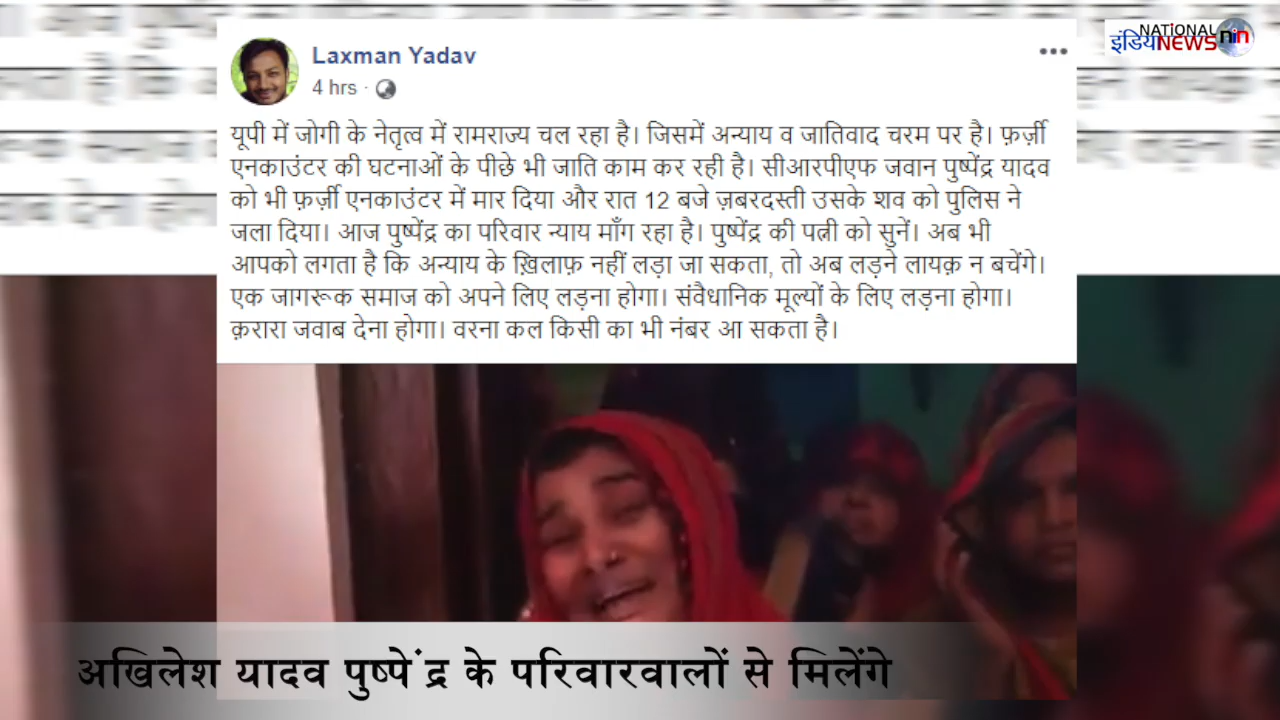 NATIONAL
इंडिया NEWS nin
Laxman Yadav
4 hrs ·
यूपी में जोगी के नेतृत्व में रामराज्य चल रहा है। जिसमें अन्याय व जातिवाद चरम पर है। फ़र्ज़ी
एनकाउंटर की घटनाओं के पीछे भी जाति काम कर रही है। सीआरपीएफ जवान पुष्पेंद्र यादव
को भी फ़र्ज़ी एनकाउंटर में मार दिया और रात 12 बजे ज़बरदस्ती उसके शव को पुलिस ने
जला दिया। आज पुष्पेंद्र का परिवार न्याय माँग रहा है। पुष्पेंद्र की पत्नी को सुनें। अब भी
आपको लगता है कि अन्याय के ख़िलाफ़ नहीं लड़ा जा सकता, तो अब लड़ने लायक़ न बचेंगे।
एक जागरूक समाज को अपने लिए लड़ना होगा। संवैधानिक मूल्यों के लिए लड़ना होगा।
क़रारा जवाब देना होगा। वरना कल किसी का भी नंबर आ सकता है।
अखिलेश यादव पुष्पेंद्र के परिवारवालों से मिलेंगे